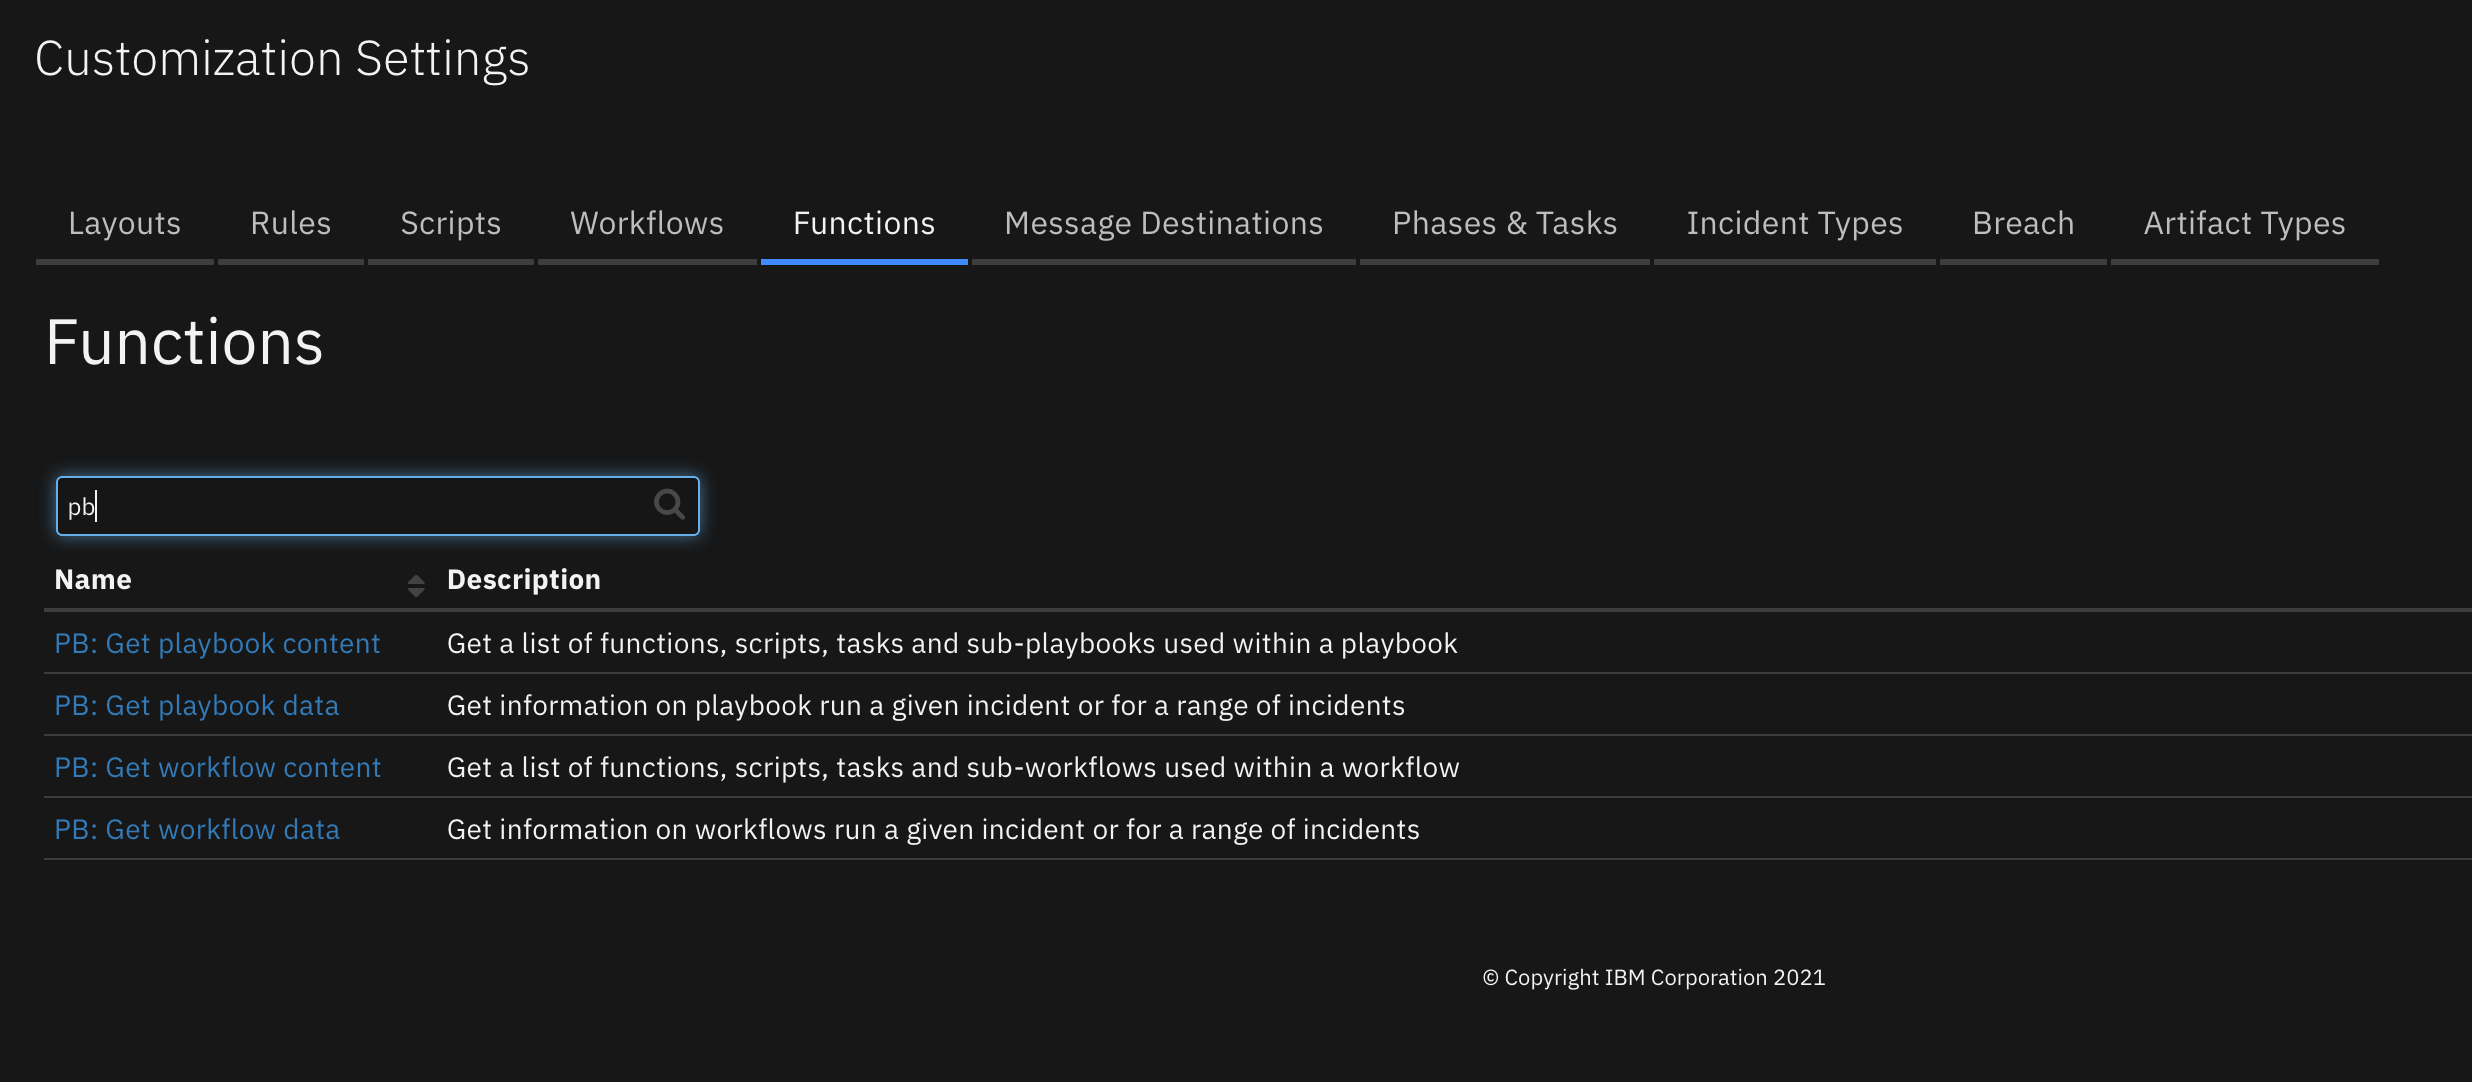 Customization Settings
Layouts Rules Scripts Workflows Functions Message Destinations Phases & Tasks Incident Types Breach Artifact Types
Functions
pb
Name Description
PB: Get playbook content Get a list of functions, scripts, tasks and sub-playbooks used within a playbook
PB: Get playbook data Get information on playbook run a given incident or for a range of incidents
PB: Get workflow content Get a list of functions, scripts, tasks and sub-workflows used within a workflow
PB: Get workflow data Get information on workflows run a given incident or for a range of incidents
© Copyright IBM Corporation 2021